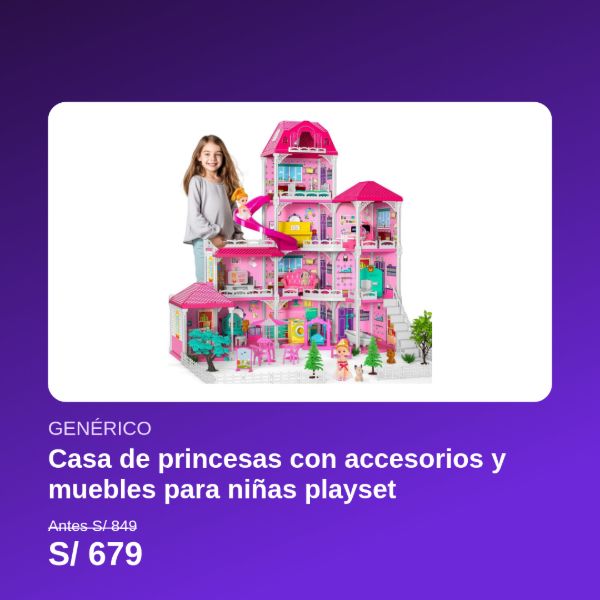 GENÉRICO
Casa de princesas con accesorios y
muebles para niñas playset
Antes S/ 849
S/ 679